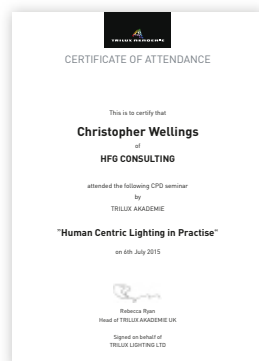 TRILUX AKADEMIE
CERTIFICATE OF ATTENDANCE
This is to certify that
Christopher Wellings
of
HFG CONSULTING
attended the following CPD seminar
by
TRILUX AKADEMIE
"Human Centric Lighting in Practise"
on 6th July 2015
Rebecca Ryan
Head of TRILUX AKADEMIE UK
Signed on behalf of
TRILUX LIGHTING LTD